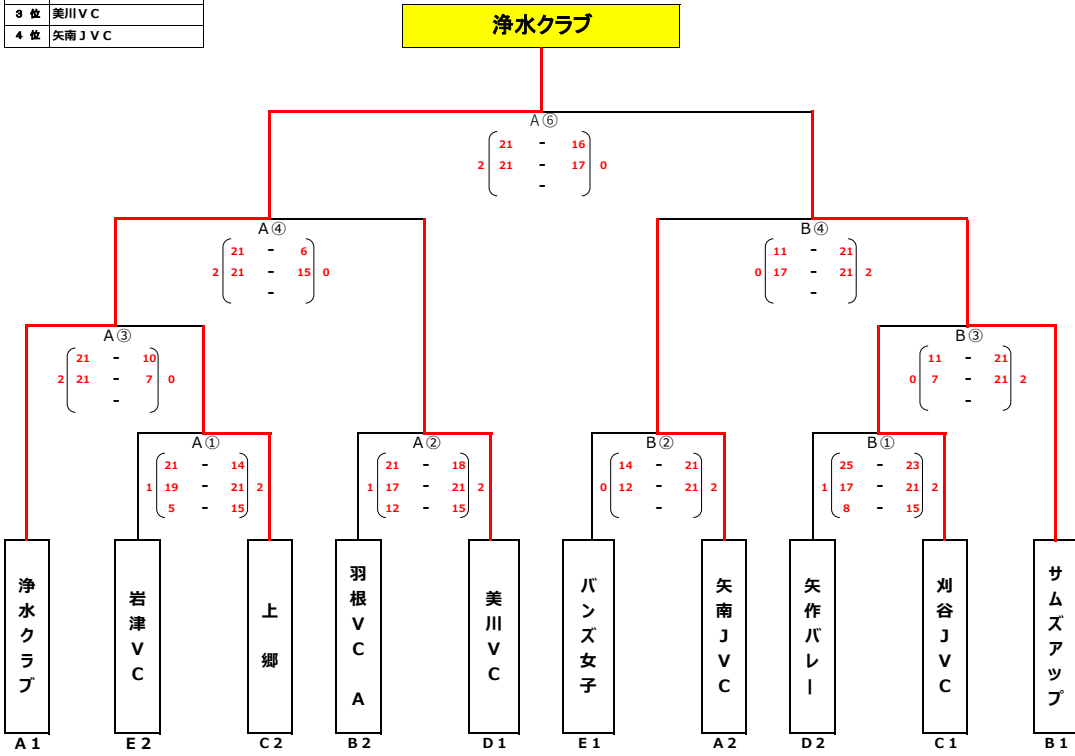 3 位 美川ＶＣ
4 位 矢南ＪＶＣ
浄水クラブ
A⑥
21 - 16
2 21 - 17 0
-
A④
21 - 6
2 21 - 15 0
-
B④
11 - 21
0 17 - 21 2
-
A③
21 - 10
2 21 - 7 0
-
B③
11 - 21
0 7 - 21 2
-
A①
21 - 14
1 19 - 21 2
5 - 15
A②
21 - 18
1 17 - 21 2
12 - 15
B②
14 - 21
0 12 - 21 2
-
B①
25 - 23
1 17 - 21 2
8 - 15
浄水クラブ
岩津ＶＣ
上 郷
羽根ＶＣ Ａ
美川ＶＣ
バンズ女子
矢南ＪＶＣ
矢作バレー
刈谷ＪＶＣ
サムズアップ
A1 E2 C2 B2 D1 E1 A2 D2 C1 B1